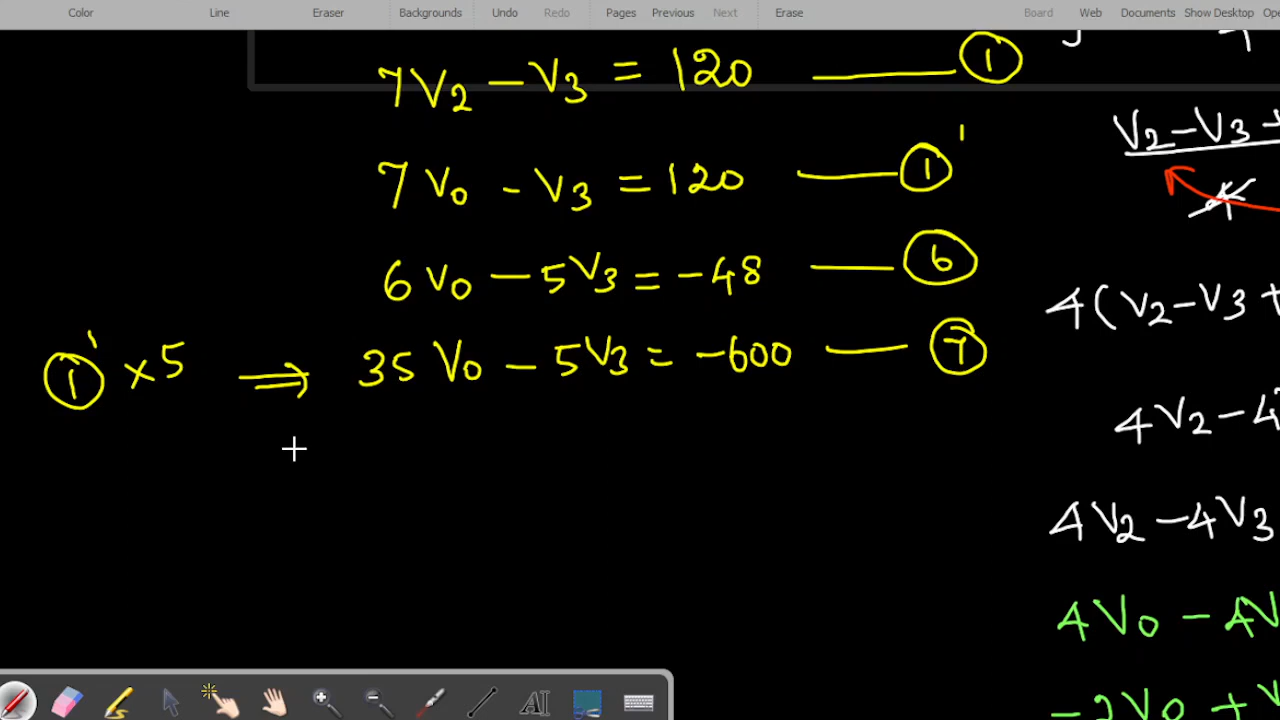 Color Line Eraser Backgrounds Undo Redo Pages Previous Next Erase Board Web Documents Show Desktop
7V2 - V3 = 120 —— ①
7V0 - V3 = 120 —— ①'
6V0 - 5V3 = -48 —— ⑥
①' ×5 ⇒ 35V0 - 5V3 = -600 —— ⑦
V2 - V3
4(V2 - V3 +
4V2 - 4
4V2 - 4V3
4V0 - 4V
-2V0 + V
AI